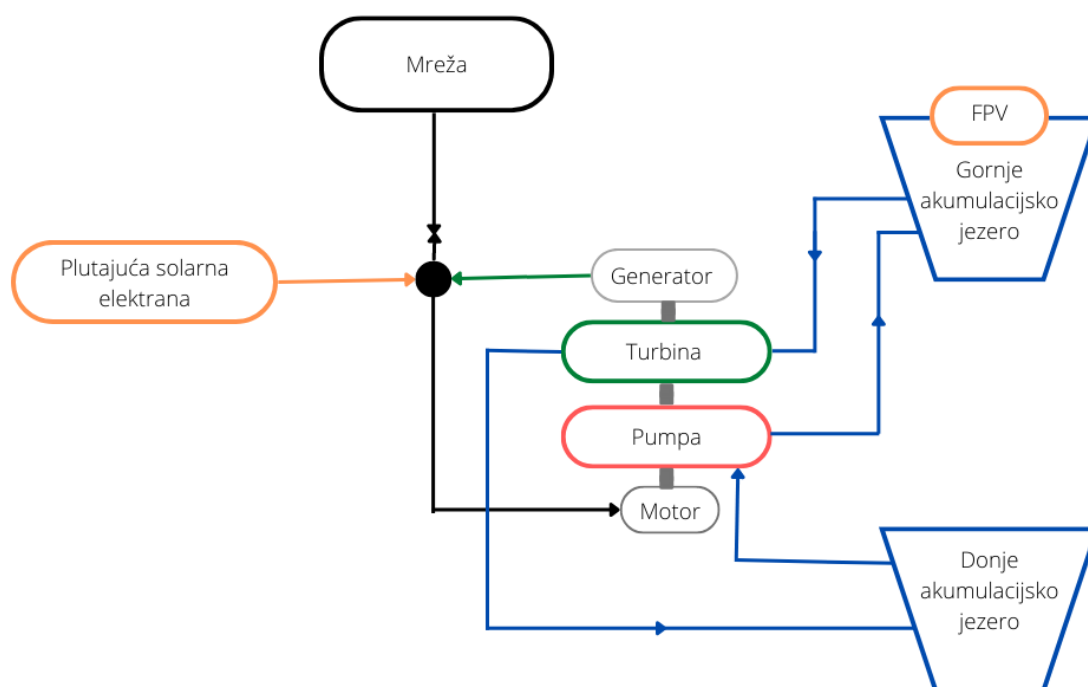 Mreža
FPV
Gornje
akumulacijsko
jezero
Plutajuća solarna
elektrana
Generator
Turbina
Pumpa
Motor
Donje
akumulacijsko
jezero